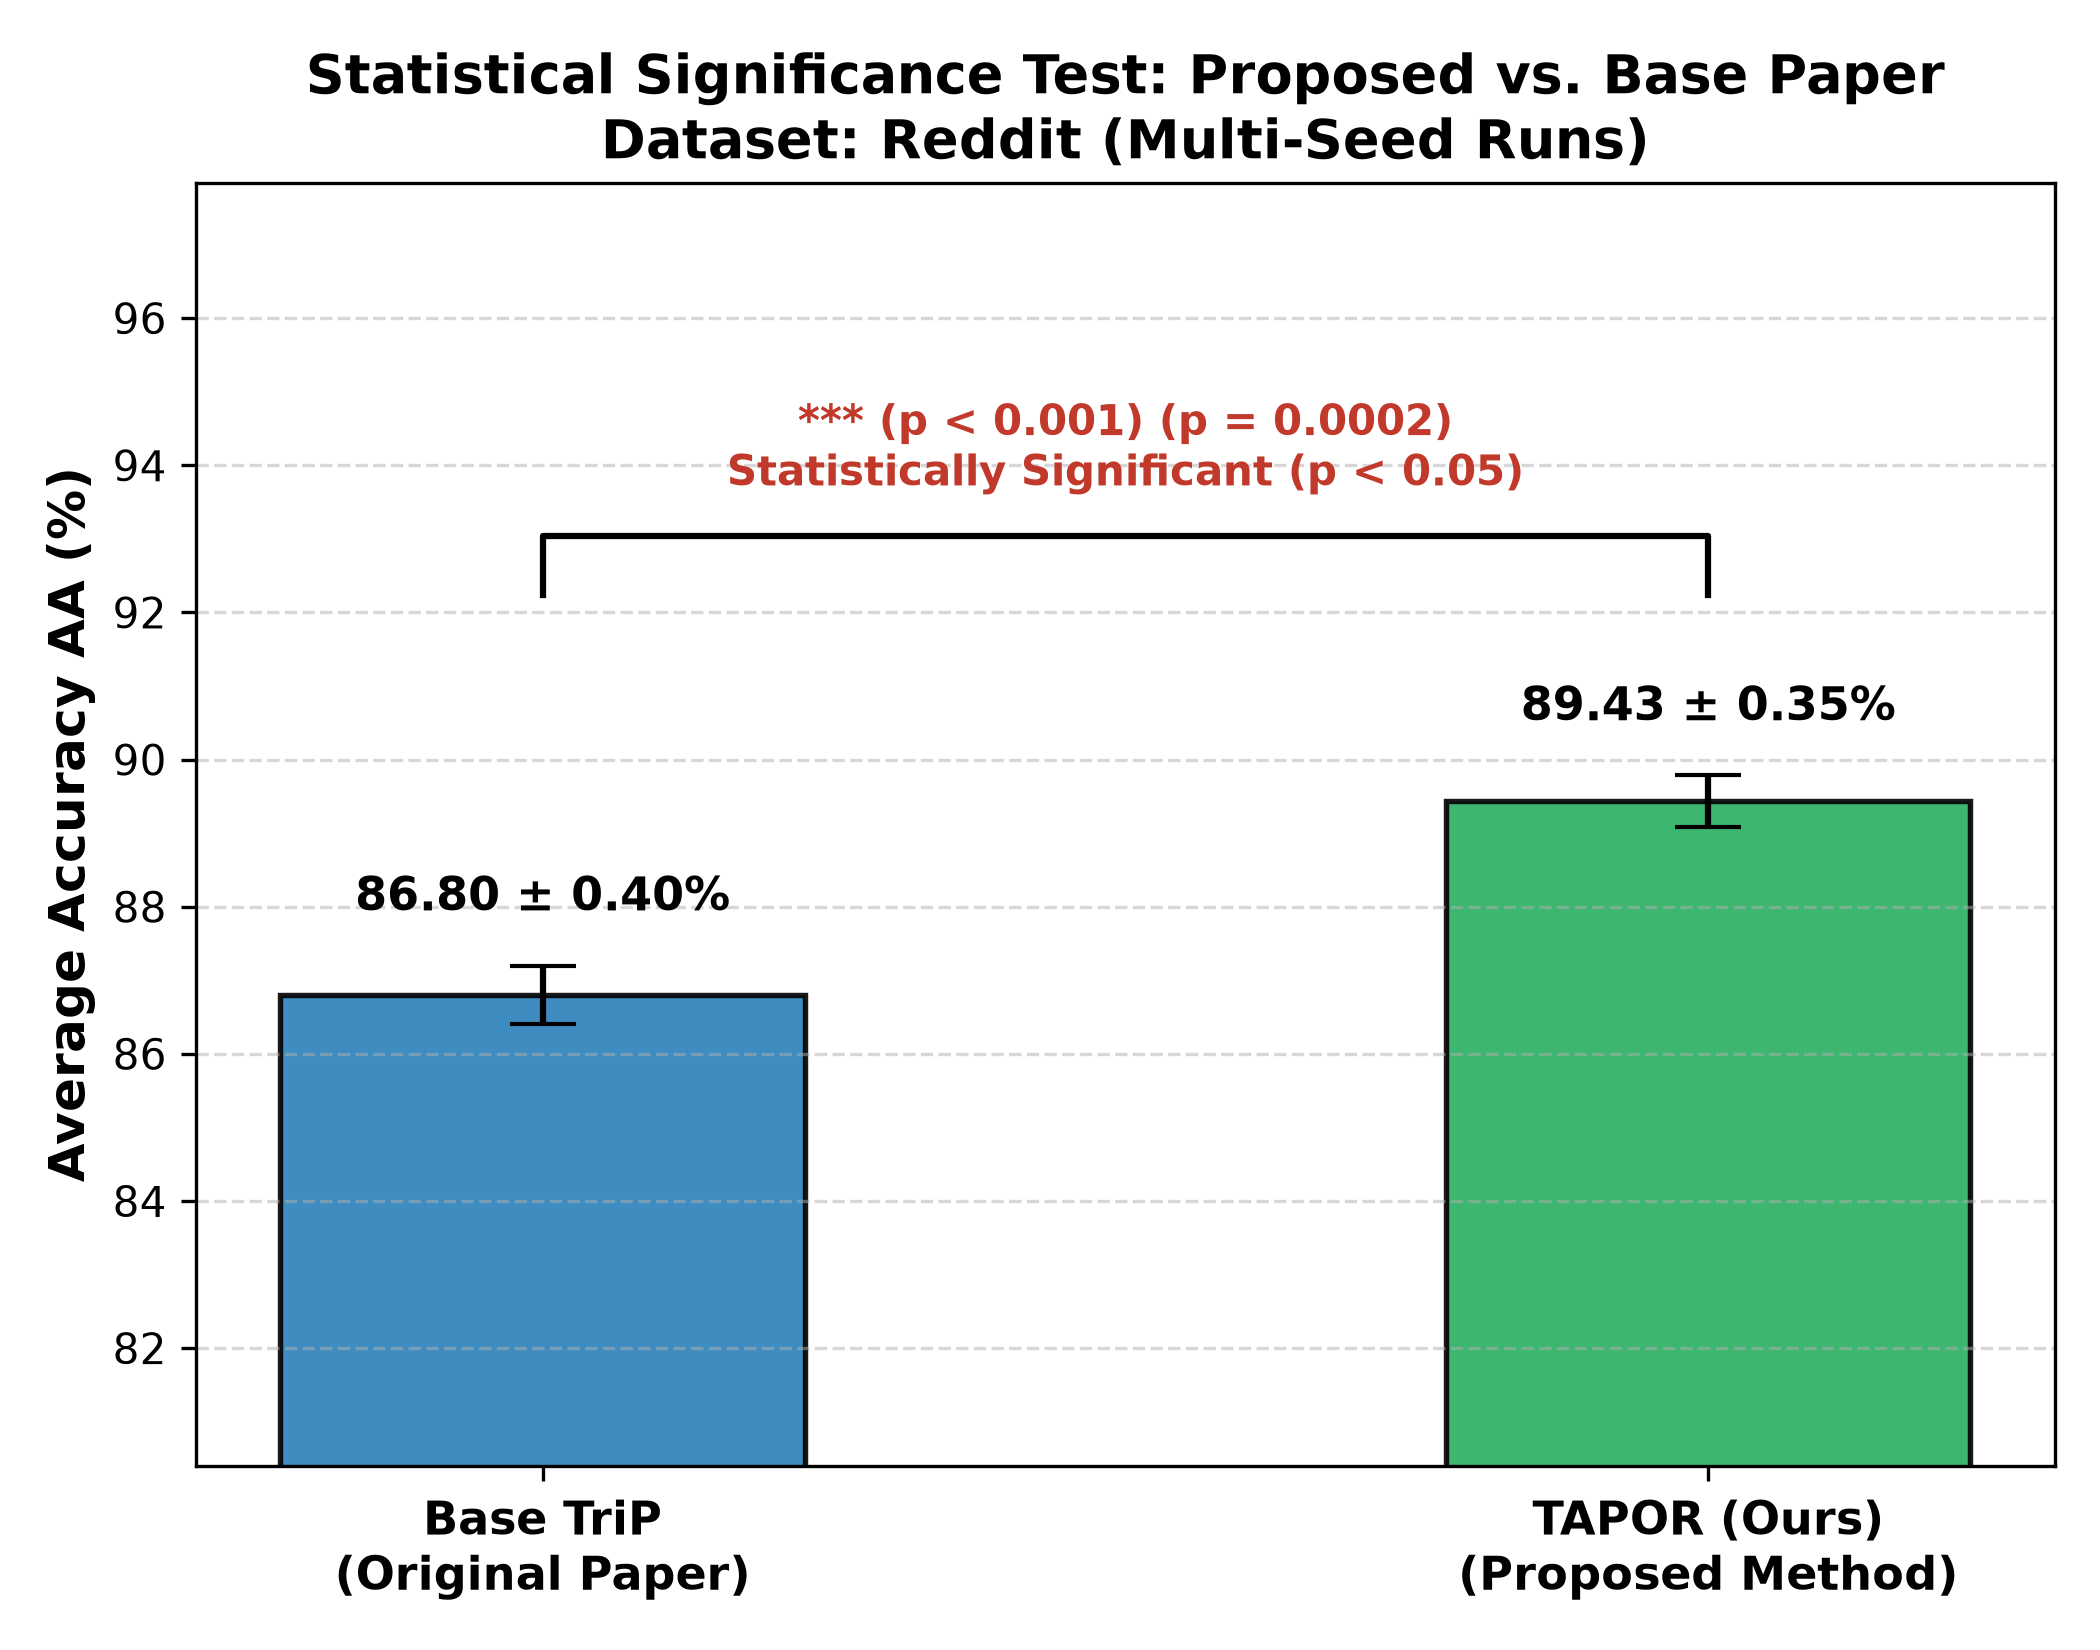 Statistical Significance Test: Proposed vs. Base Paper
Dataset: Reddit (Multi-Seed Runs)
Average Accuracy AA (%)
96
94
92
90
88
86
84
82
*** (p < 0.001) (p = 0.0002)
Statistically Significant (p < 0.05)
86.80 ± 0.40%
89.43 ± 0.35%
Base TriP
(Original Paper)
TAPOR (Ours)
(Proposed Method)